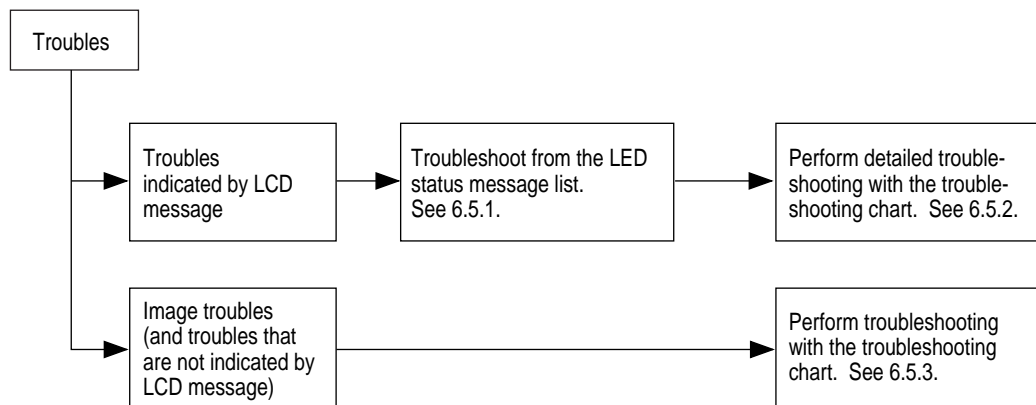 Troubles
Troubles
indicated by LCD
message
Troubleshoot from the LED
status message list.
See 6.5.1.
Perform detailed trouble-
shooting with the trouble-
shooting chart. See 6.5.2.
Image troubles
(and troubles that
are not indicated by
LCD message)
Perform troubleshooting
with the troubleshooting
chart. See 6.5.3.